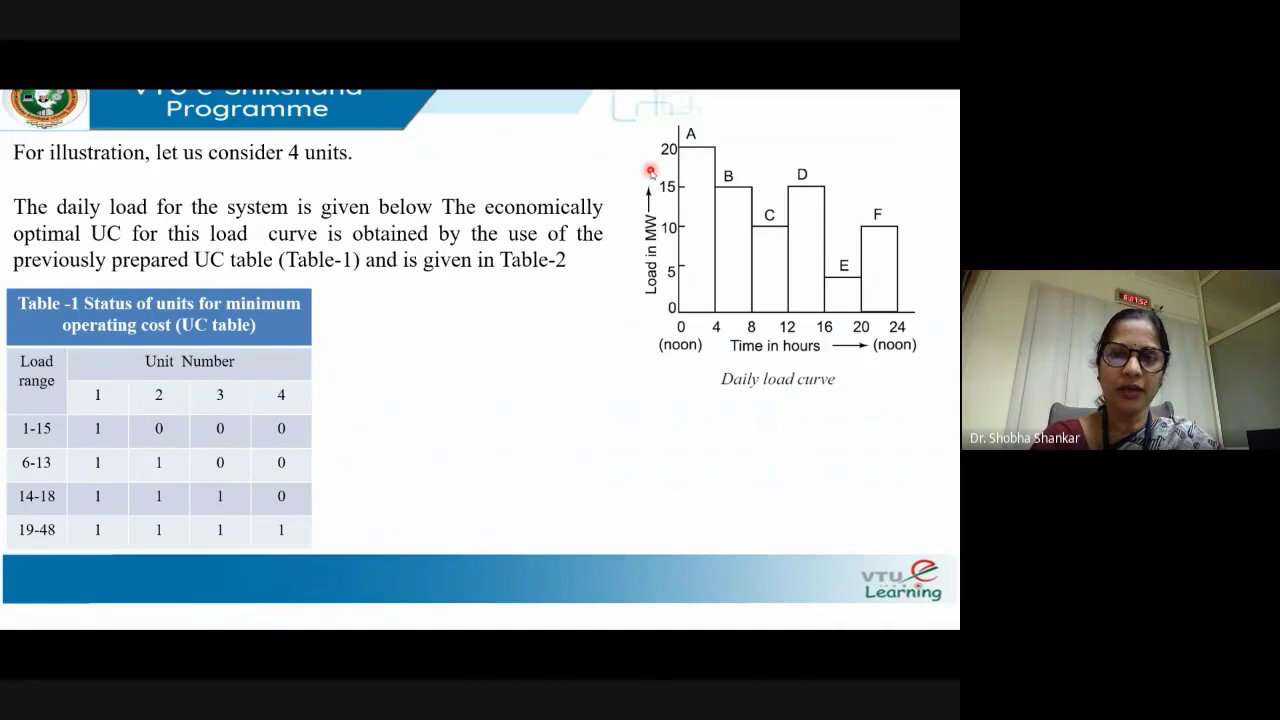 VTU e Shikshana
Programme
For illustration, let us consider 4 units.
The daily load for the system is given below The economically
optimal UC for this load curve is obtained by the use of the
previously prepared UC table (Table-1) and is given in Table-2
Table -1 Status of units for minimum
operating cost (UC table)
Load
range
Unit Number
1 2 3 4
1-15 1 0 0 0
6-13 1 1 0 0
14-18 1 1 1 0
19-48 1 1 1 1
Load in MW
20
15
10
5
0
A
B
C
D
E
F
0 4 8 12 16 20 24
(noon) Time in hours (noon)
Daily load curve
VTU e
Learning
6:07:52
Dr. Shobha Shankar